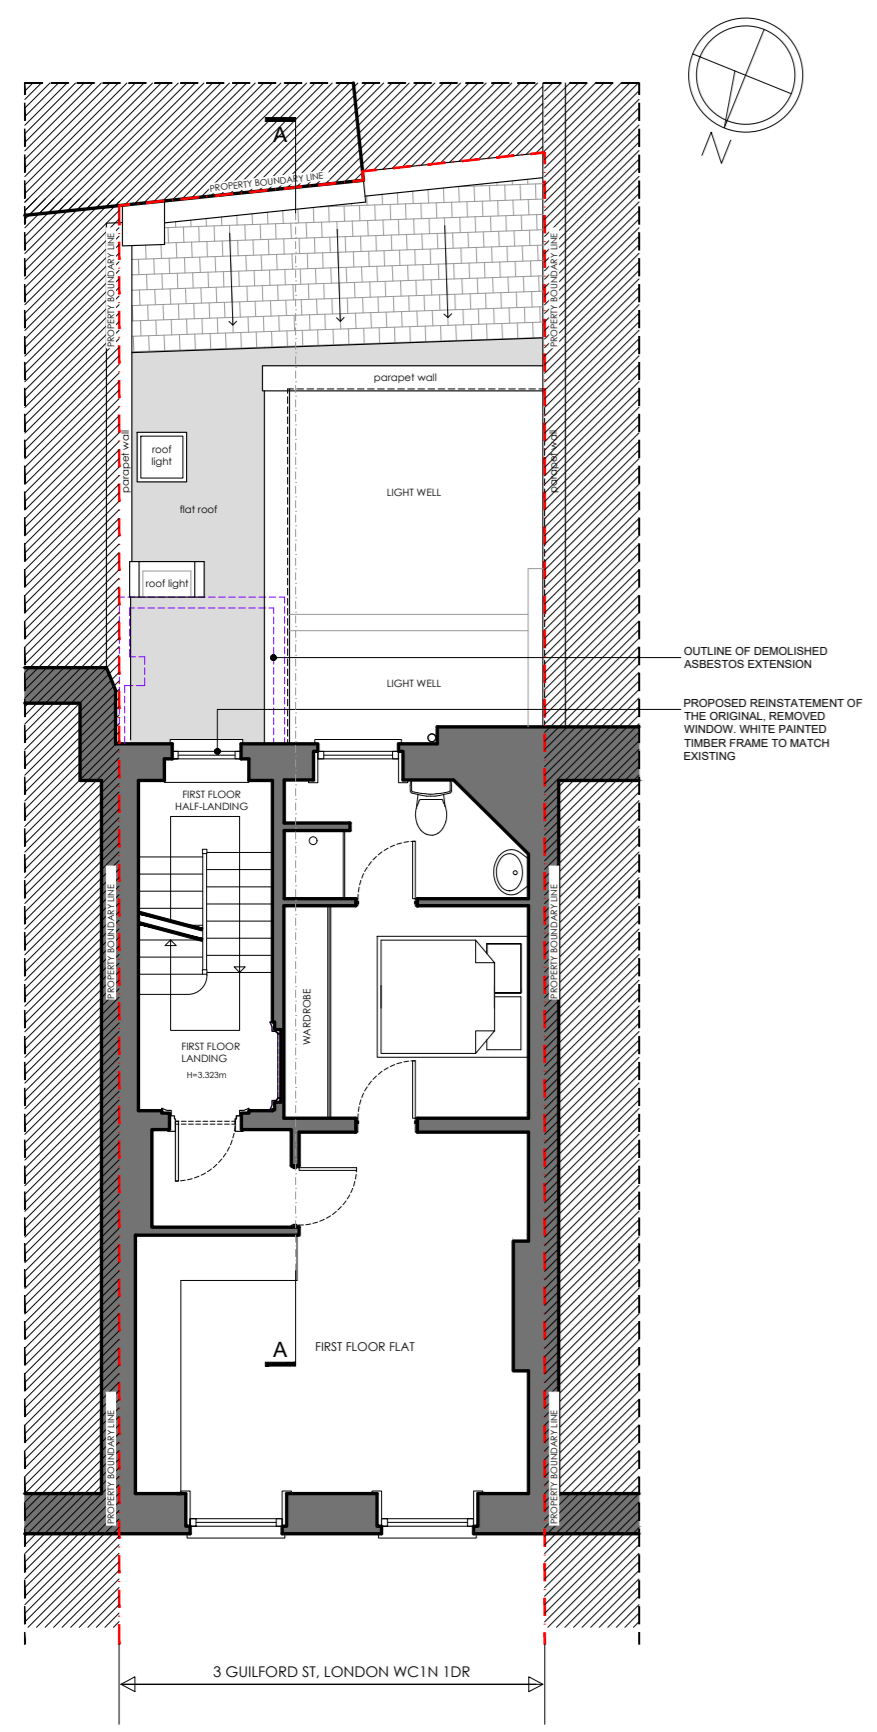 N
A
PROPERTY BOUNDARY LINE
PROPERTY BOUNDARY LINE
PROPERTY BOUNDARY LINE
parapet wall
parapet wall
parapet wall
roof
light
LIGHT WELL
flat roof
roof light
OUTLINE OF DEMOLISHED
ASBESTOS EXTENSION
LIGHT WELL
PROPOSED REINSTATEMENT OF
THE ORIGINAL, REMOVED
WINDOW. WHITE PAINTED
TIMBER FRAME TO MATCH
EXISTING
FIRST FLOOR
HALF-LANDING
PROPERTY BOUNDARY LINE
PROPERTY BOUNDARY LINE
WARDROBE
FIRST FLOOR
LANDING
H=3.323m
A
FIRST FLOOR FLAT
PROPERTY BOUNDARY LINE
PROPERTY BOUNDARY LINE
3 GUILFORD ST, LONDON WC1N 1DR